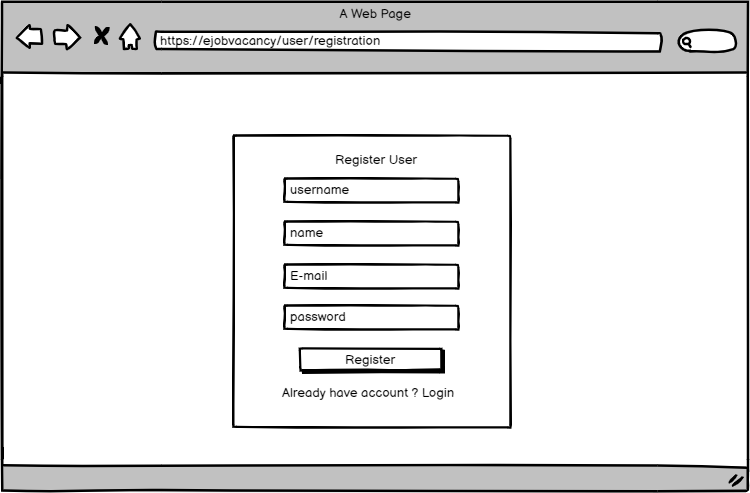 A Web Page
https://ejobvacancy/user/registration
Register User
username
name
E-mail
password
Register
Already have account ? Login